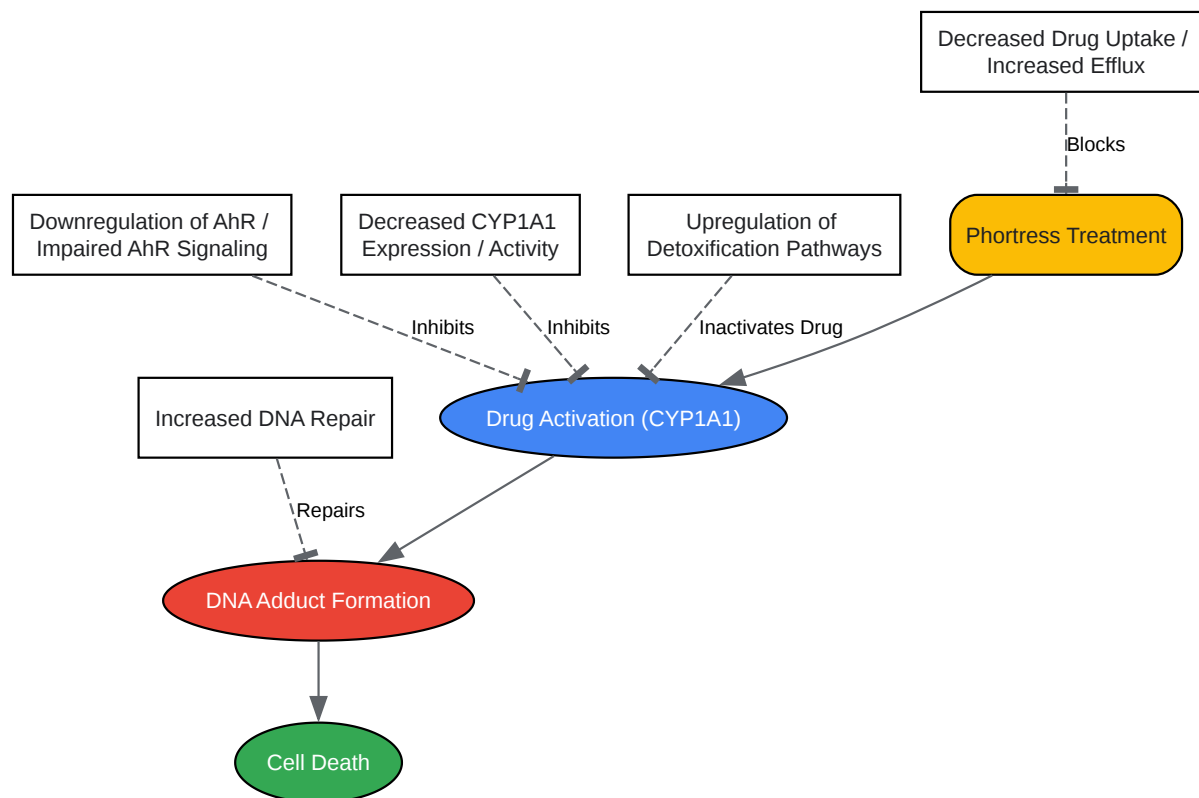 Decreased Drug Uptake /
Increased Efflux
Blocks
Downregulation of AhR /
Impaired AhR Signaling
Decreased CYP1A1
Expression / Activity
Upregulation of
Detoxification Pathways
Phortress Treatment
Inhibits
Inhibits
Inactivates Drug
Increased DNA Repair
Drug Activation (CYP1A1)
Repairs
DNA Adduct Formation
Cell Death